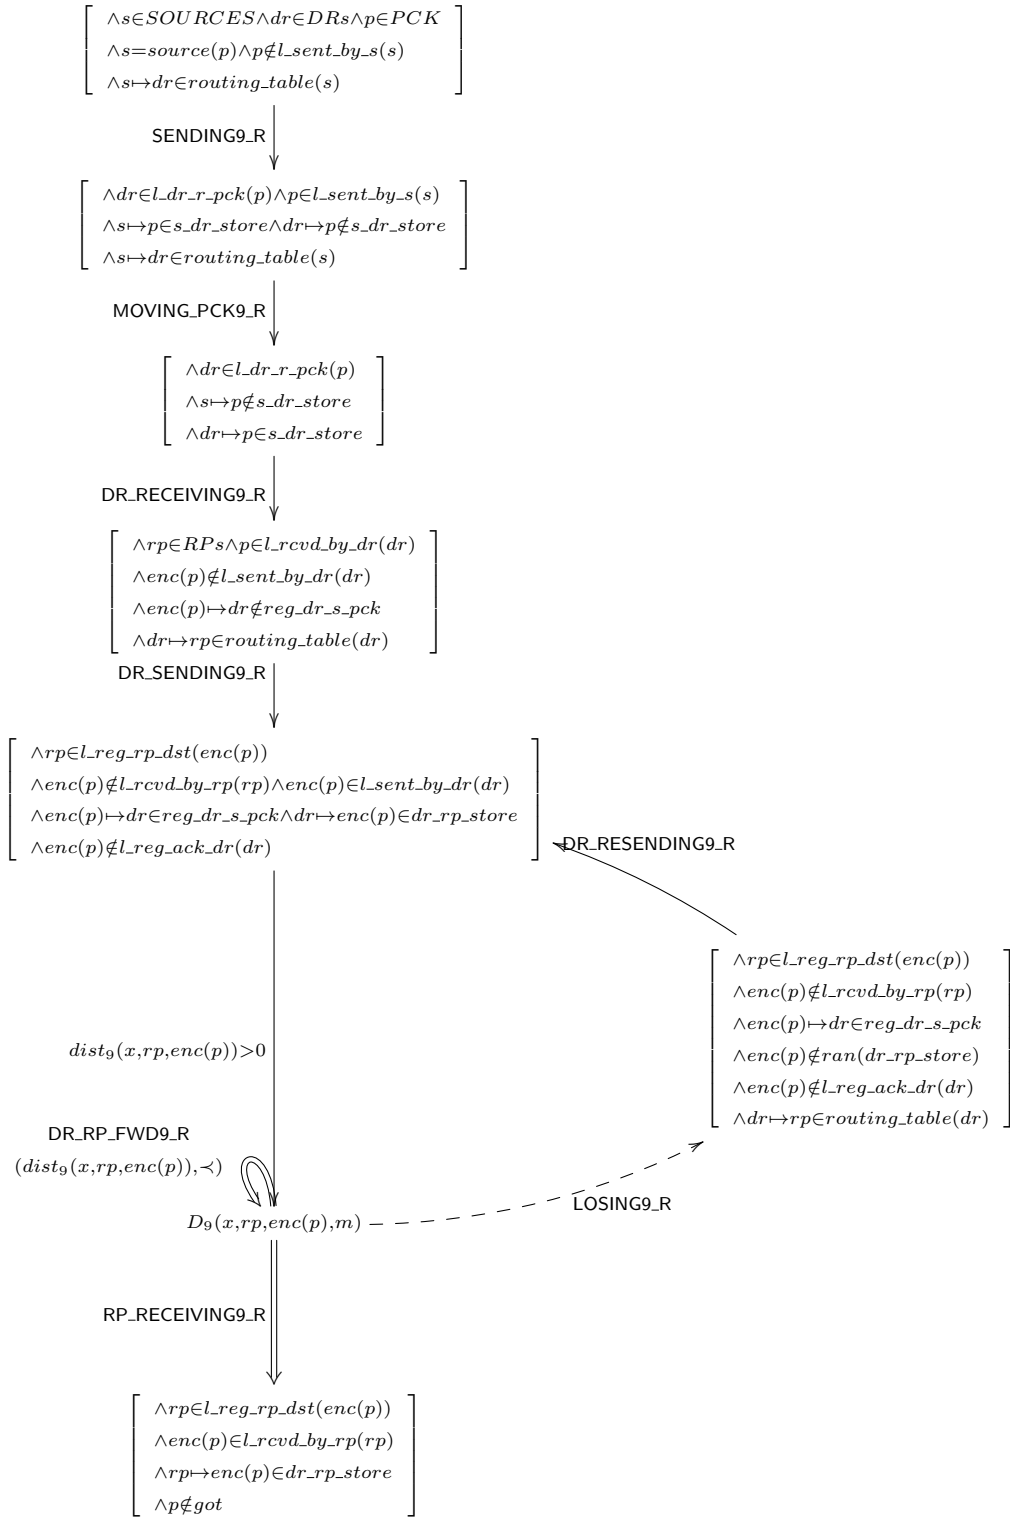 ∧s∈SOURCES∧dr∈DRs∧p∈PCK
∧s=source(p)∧p∉l_sent_by_s(s)
∧s↦dr∈routing_table(s)
SENDING9_R
∧dr∈l_dr_r_pck(p)∧p∈l_sent_by_s(s)
∧s↦p∈s_dr_store∧dr↦p∉s_dr_store
∧s↦dr∈routing_table(s)
MOVING_PCK9_R
∧dr∈l_dr_r_pck(p)
∧s↦p∉s_dr_store
∧dr↦p∈s_dr_store
DR_RECEIVING9_R
∧rp∈RPs∧p∈l_rcvd_by_dr(dr)
∧enc(p)∉l_sent_by_dr(dr)
∧enc(p)↦dr∉reg_dr_s_pck
∧dr↦rp∈routing_table(dr)
DR_SENDING9_R
∧rp∈l_reg_rp_dst(enc(p))
∧enc(p)∉l_rcvd_by_rp(rp)∧enc(p)∈l_sent_by_dr(dr)
∧enc(p)↦dr∈reg_dr_s_pck∧dr↦enc(p)∈dr_rp_store
∧enc(p)∉l_reg_ack_dr(dr)
DR_RESENDING9_R
∧rp∈l_reg_rp_dst(enc(p))
∧enc(p)∉l_rcvd_by_rp(rp)
∧enc(p)↦dr∈reg_dr_s_pck
∧enc(p)∉ran(dr_rp_store)
∧enc(p)∉l_reg_ack_dr(dr)
∧dr↦rp∈routing_table(dr)
dist₉(x,rp,enc(p))>0
DR_RP_FWD9_R
(dist₉(x,rp,enc(p)),≺)
LOSING9_R
D₉(x,rp,enc(p),m)
RP_RECEIVING9_R
∧rp∈l_reg_rp_dst(enc(p))
∧enc(p)∈l_rcvd_by_rp(rp)
∧rp↦enc(p)∈dr_rp_store
∧p∉got